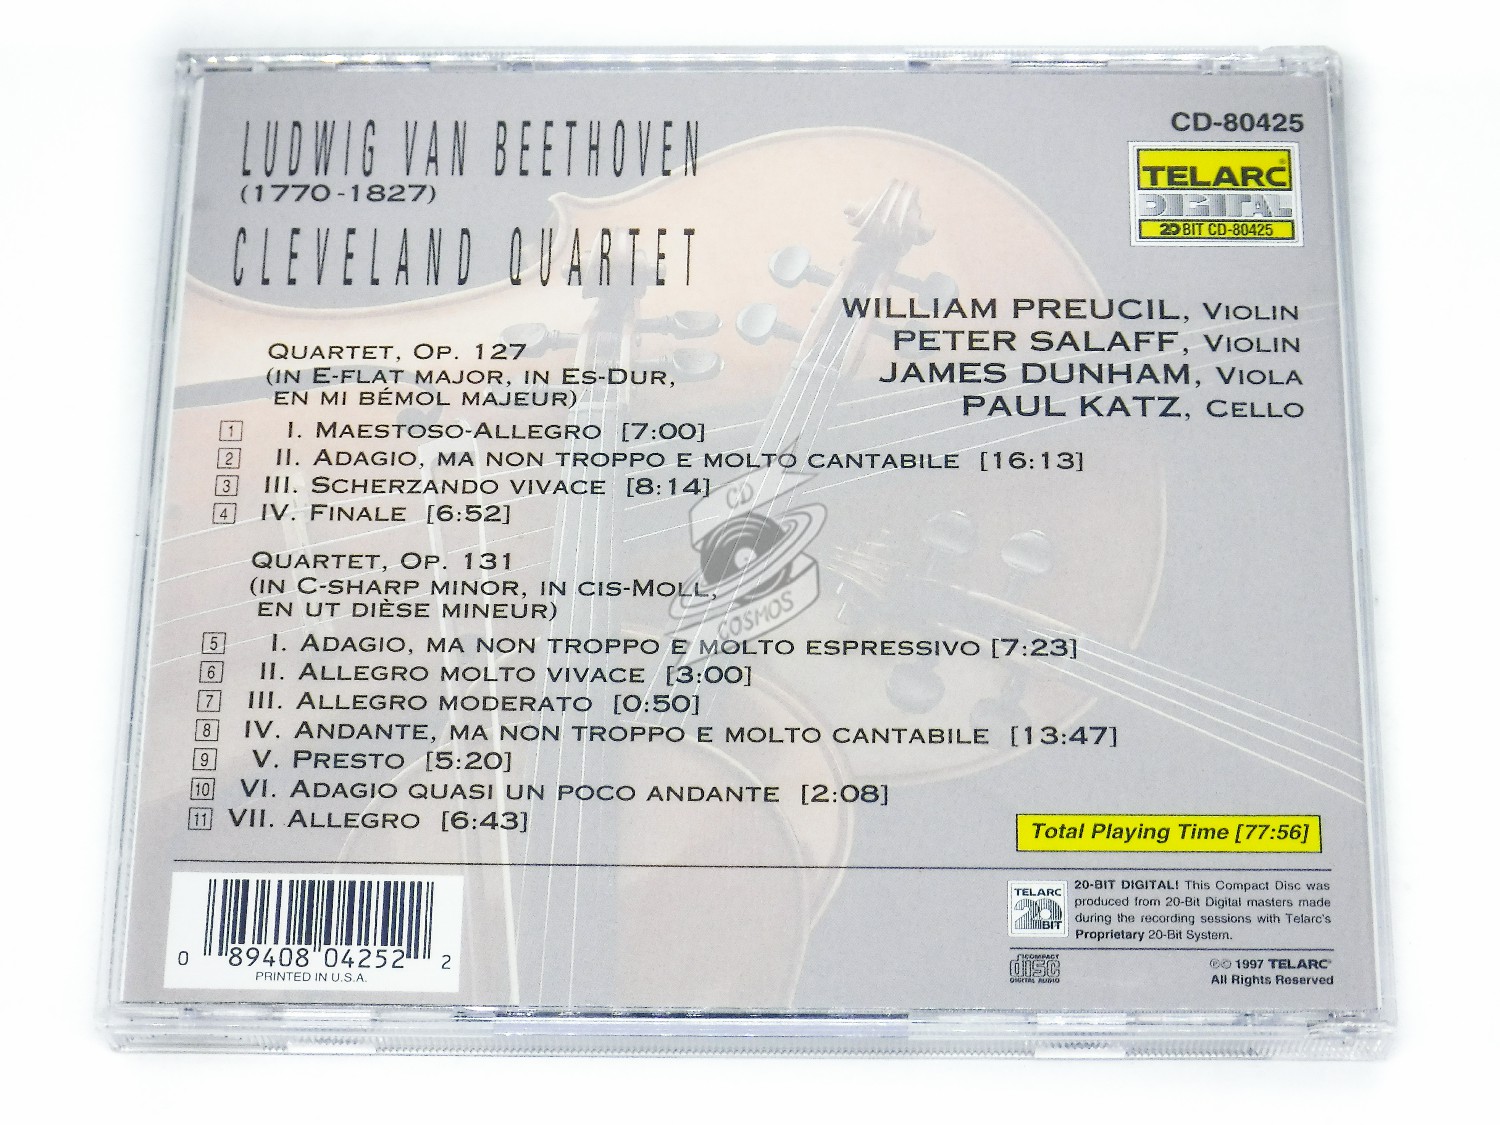 LUDWIG VAN BEETHOVEN
(1770-1827)
CLEVELAND QUARTET
CD-80425
TELARC®
DIGITAL
20 BIT CD-80425
WILLIAM PREUCIL, VIOLIN
PETER SALAFF, VIOLIN
JAMES DUNHAM, VIOLA
PAUL KATZ, CELLO
QUARTET, OP. 127
(IN E-FLAT MAJOR, IN ES-DUR,
EN MI BÉMOL MAJEUR)
1 I. MAESTOSO-ALLEGRO [7:00]
2 II. ADAGIO, MA NON TROPPO E MOLTO CANTABILE [16:13]
3 III. SCHERZANDO VIVACE [8:14]
4 IV. FINALE [6:52]
QUARTET, OP. 131
(IN C-SHARP MINOR, IN CIS-MOLL,
EN UT DIÈSE MINEUR)
5 I. ADAGIO, MA NON TROPPO E MOLTO ESPRESSIVO [7:23]
6 II. ALLEGRO MOLTO VIVACE [3:00]
7 III. ALLEGRO MODERATO [0:50]
8 IV. ANDANTE, MA NON TROPPO E MOLTO CANTABILE [13:47]
9 V. PRESTO [5:20]
10 VI. ADAGIO QUASI UN POCO ANDANTE [2:08]
11 VII. ALLEGRO [6:43]
CD
COSMOS
Total Playing Time [77:56]
0 89408 04252 2
PRINTED IN U.S.A.
TELARC
20
BIT
20-BIT DIGITAL! This Compact Disc was
produced from 20-Bit Digital masters made
during the recording sessions with Telarc's
Proprietary 20-Bit System.
COMPACT
disc
DIGITAL AUDIO
℗© 1997 TELARC®
All Rights Reserved